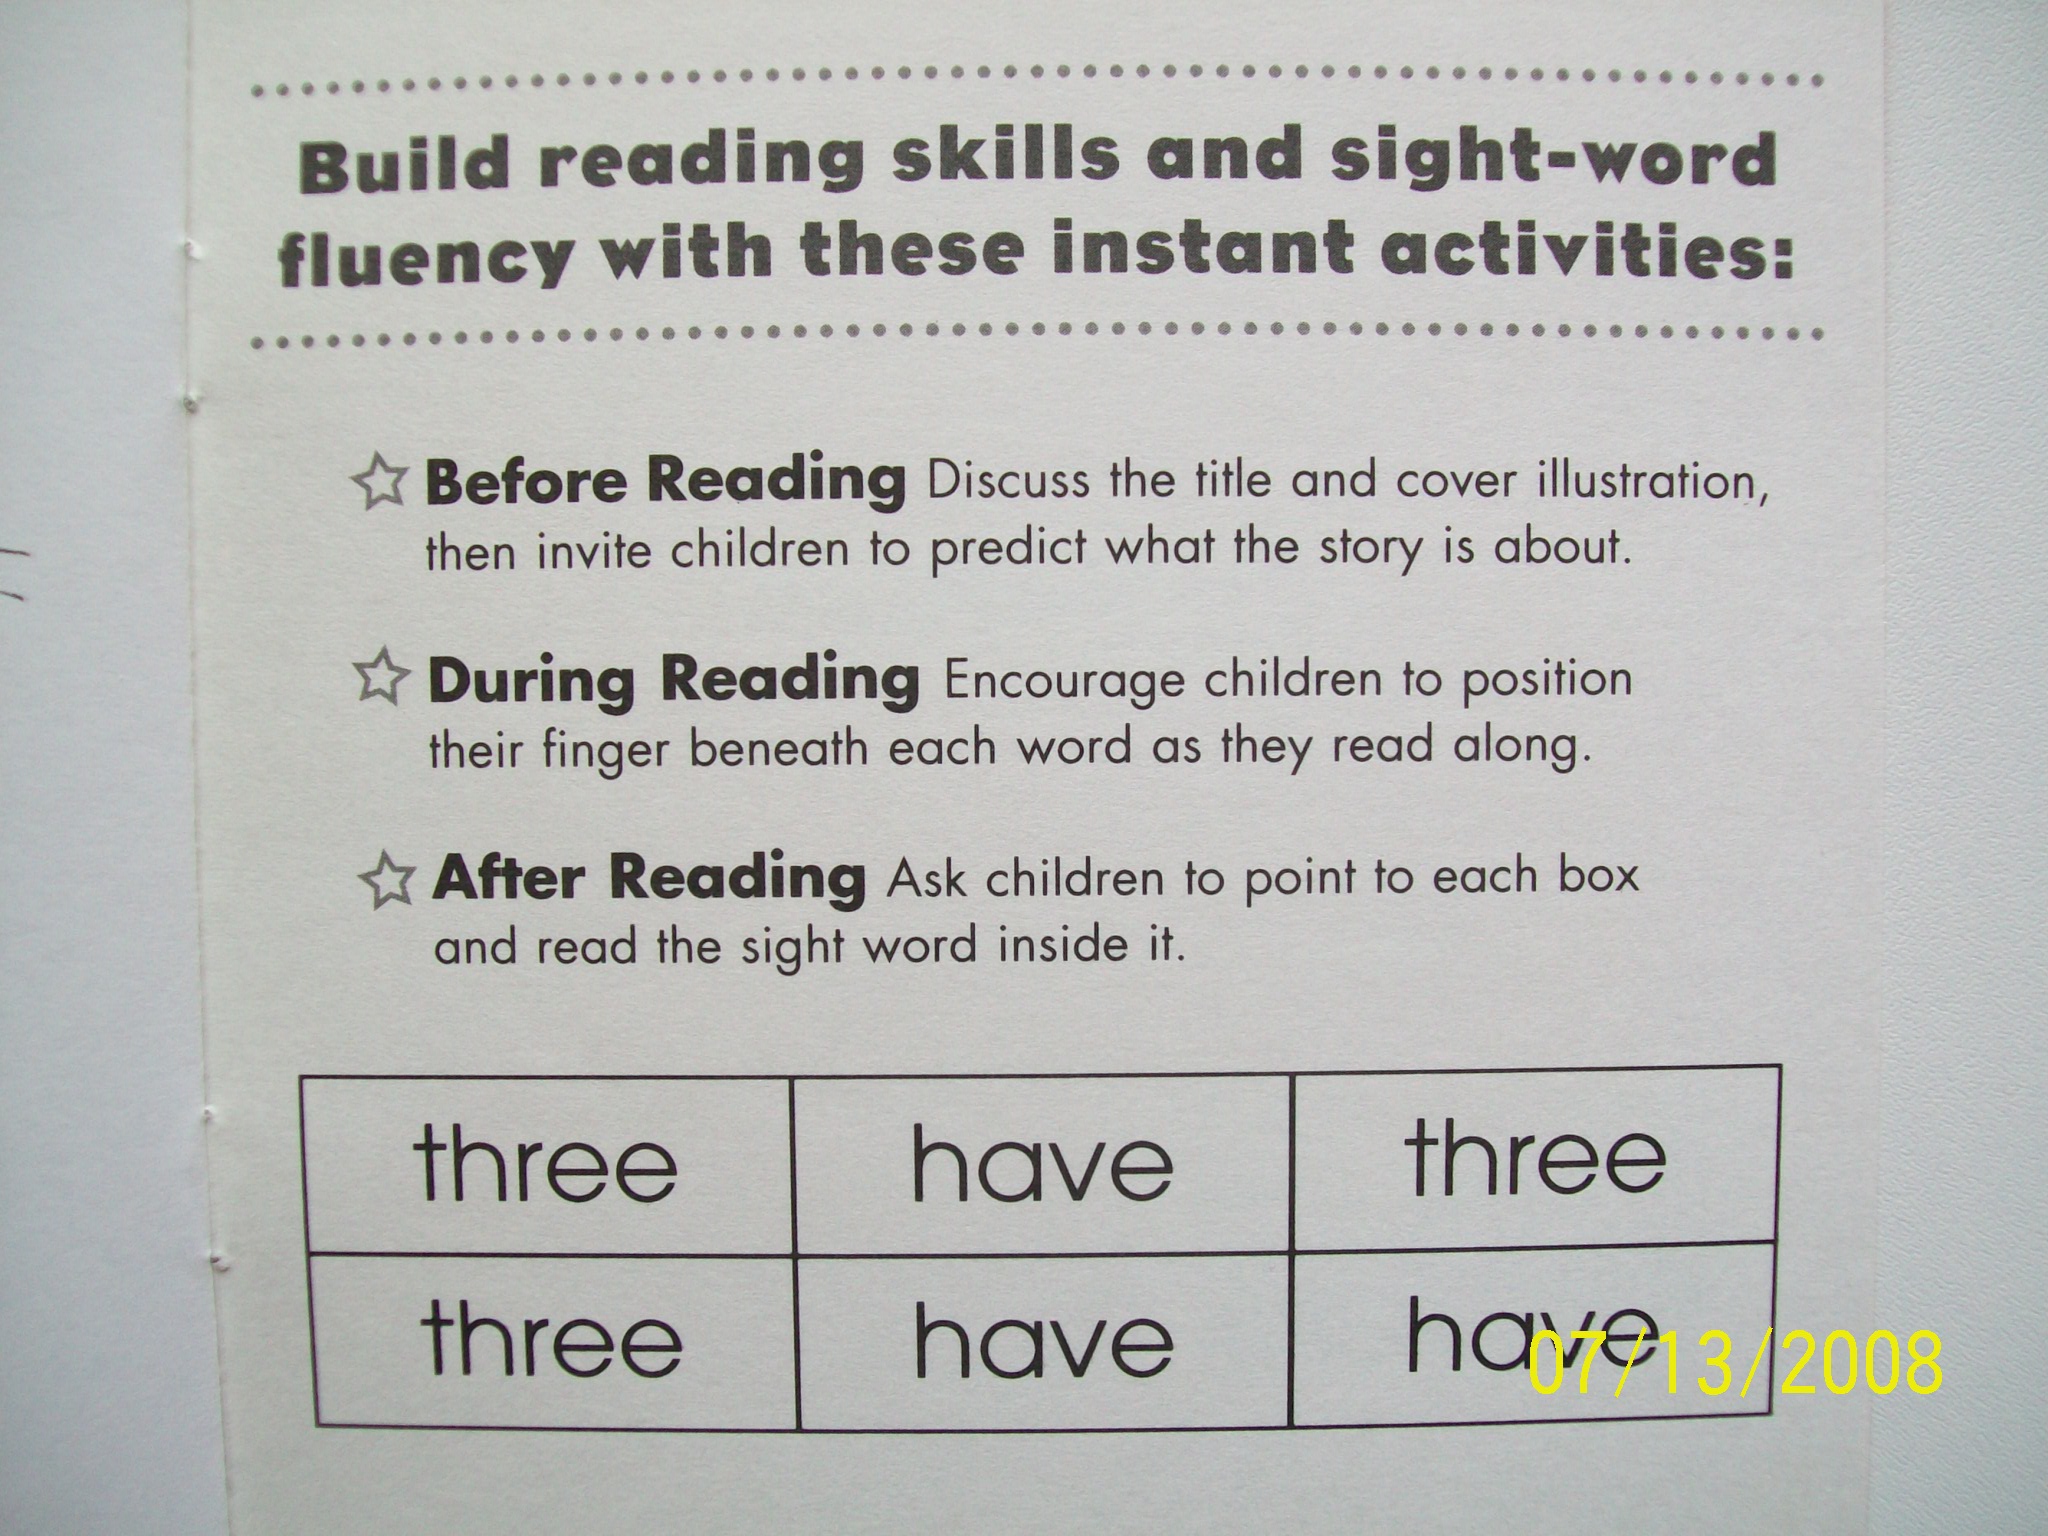 Build reading skills and sight-word
fluency with these instant activities:
Before Reading Discuss the title and cover illustration,
then invite children to predict what the story is about.
During Reading Encourage children to position
their finger beneath each word as they read along.
After Reading Ask children to point to each box
and read the sight word inside it.
three have three
three have have
07/13/2008